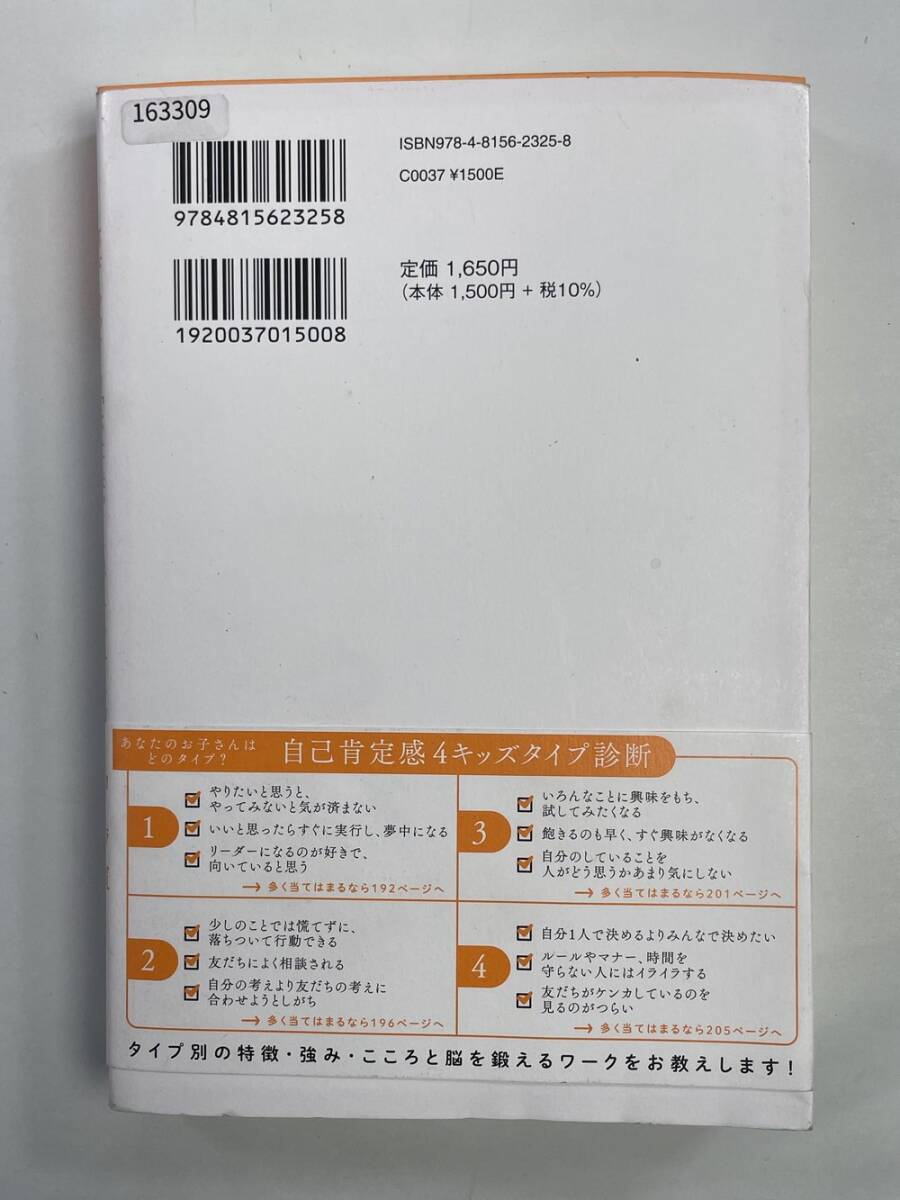 163309
ISBN978-4-8156-2325-8
C0037 ¥1500E
9784815623258
定価 1,650円
(本体 1,500円 + 税10%)
1920037015008
あなたのお子さんは
どのタイプ?
自己肯定感4キッズタイプ診断
1
やりたいと思うと、
やってみないと気が済まない
いいと思ったらすぐに実行し、夢中になる
リーダーになるのが好きで、
向いていると思う
→ 多く当てはまるなら192ページへ
2
少しのことでは慌てずに、
落ちついて行動できる
友だちによく相談される
自分の考えより友だちの考えに
合わせようとしがち
→ 多く当てはまるなら196ページへ
3
いろんなことに興味をもち、
試してみたくなる
飽きるのも早く、すぐ興味がなくなる
自分のしていることを
人がどう思うかあまり気にしない
→ 多く当てはまるなら201ページへ
4
自分1人で決めるよりみんなで決めたい
ルールやマナー、時間を
守らない人にはイライラする
友だちがケンカしているのを
見るのがつらい
→ 多く当てはまるなら205ページへ
タイプ別の特徴・強み・こころと脳を鍛えるワークをお教えします!